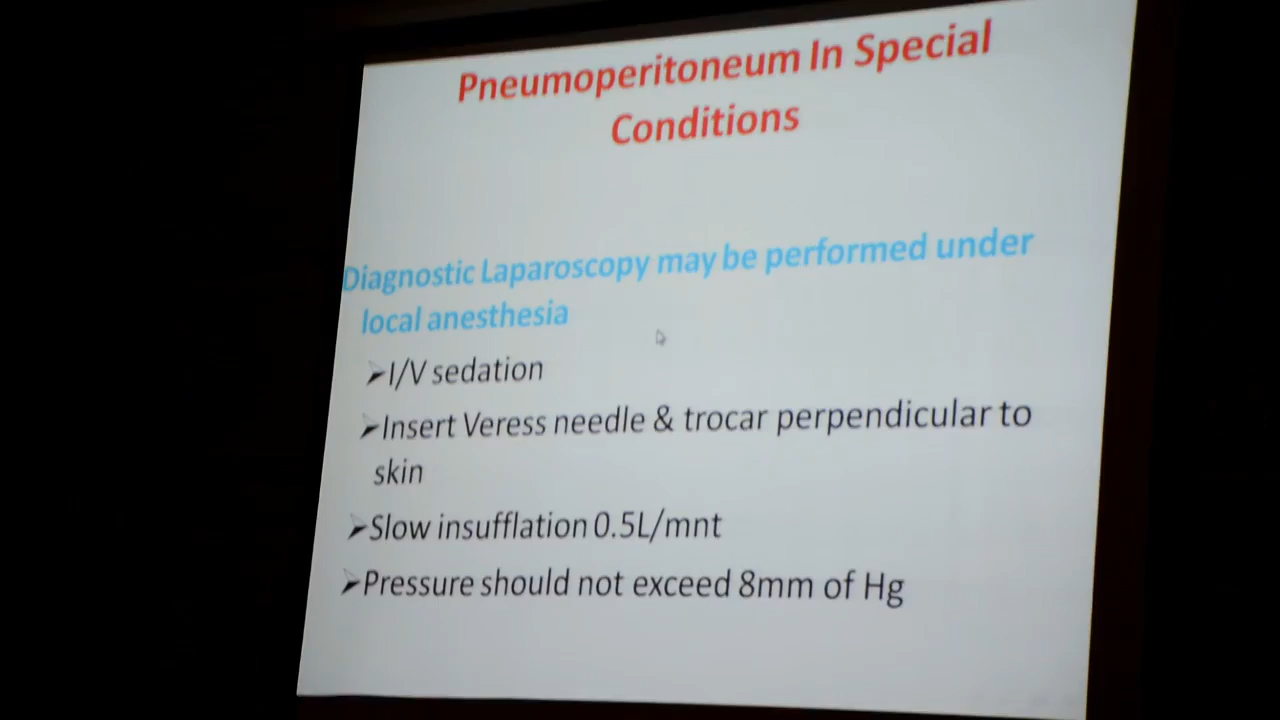 Pneumoperitoneum In Special
Conditions
Diagnostic Laparoscopy may be performed under
local anesthesia
➢I/V sedation
➢Insert Veress needle & trocar perpendicular to
skin
➢Slow insufflation 0.5L/mnt
➢Pressure should not exceed 8mm of Hg